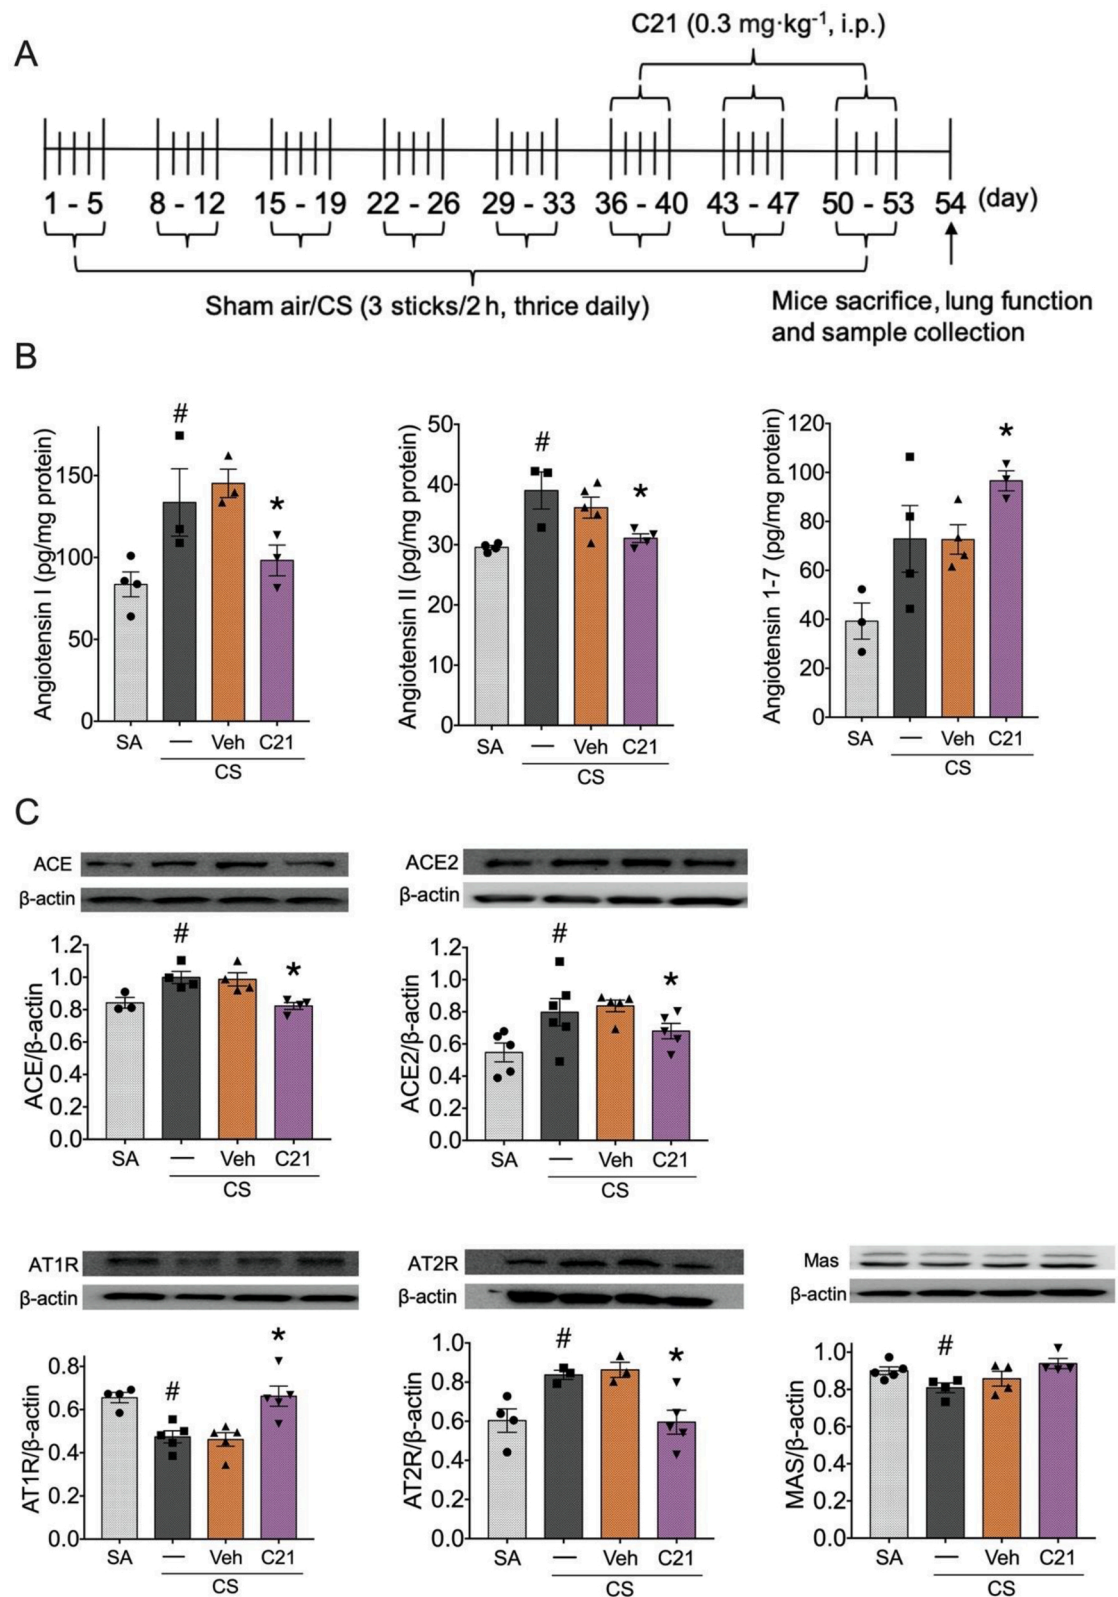 A
C21 (0.3 mg·kg-1, i.p.)
1 - 5 8 - 12 15 - 19 22 - 26 29 - 33 36 - 40 43 - 47 50 - 53 54 (day)
Sham air/CS (3 sticks/2 h, thrice daily)
Mice sacrifice, lung function
and sample collection
B
Angiotensin I (pg/mg protein)
150
100
50
0
#
*
SA — Veh C21
CS
Angiotensin II (pg/mg protein)
50
40
30
20
10
0
#
*
SA — Veh C21
CS
Angiotensin 1-7 (pg/mg protein)
120
100
80
60
40
20
0
*
SA — Veh C21
CS
C
ACE
β-actin
ACE/β-actin
1.2
1.0
0.8
0.6
0.4
0.2
0.0
#
*
SA — Veh C21
CS
ACE2
β-actin
ACE2/β-actin
1.2
1.0
0.8
0.6
0.4
0.2
0.0
#
*
SA — Veh C21
CS
AT1R
β-actin
AT1R/β-actin
0.8
0.6
0.4
0.2
0.0
#
*
SA — Veh C21
CS
AT2R
β-actin
AT2R/β-actin
1.0
0.8
0.6
0.4
0.2
0.0
#
*
SA — Veh C21
CS
Mas
β-actin
MAS/β-actin
1.0
0.8
0.6
0.4
0.2
0.0
#
SA — Veh C21
CS